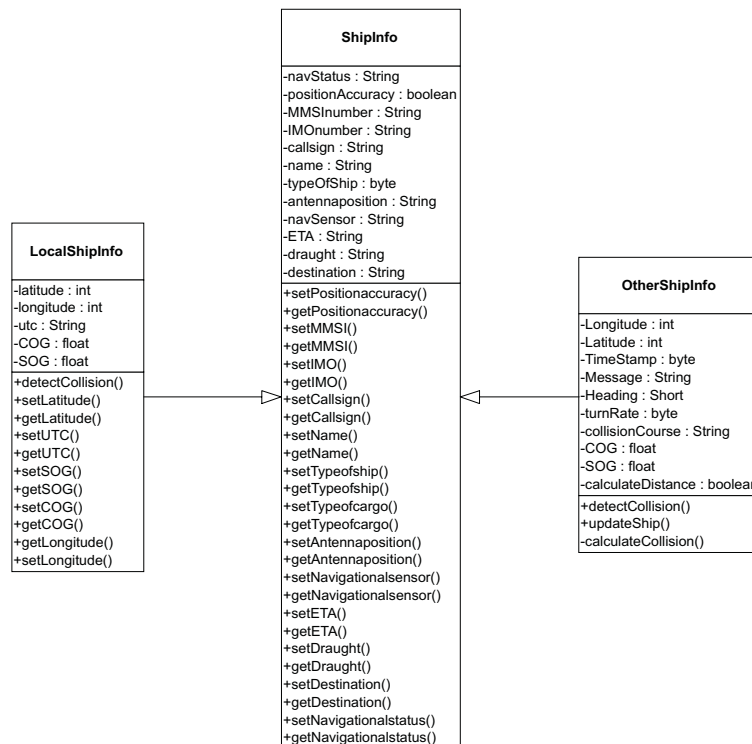 ShipInfo
-navStatus : String
-positionAccuracy : boolean
-MMSInumber : String
-IMOnumber : String
-callsign : String
-name : String
-typeOfShip : byte
-antennaposition : String
-navSensor : String
-ETA : String
-draught : String
-destination : String
+setPositionaccuracy()
+getPositionaccuracy()
+setMMSI()
+getMMSI()
+setIMO()
+getIMO()
+setCallsign()
+getCallsign()
+setName()
+getName()
+setTypeofship()
+getTypeofship()
+setTypeofcargo()
+getTypeofcargo()
+setAntennaposition()
+getAntennaposition()
+setNavigationalsensor()
+getNavigationalsensor()
+setETA()
+getETA()
+setDraught()
+getDraught()
+setDestination()
+getDestination()
+setNavigationalstatus()
+getNavigationalstatus()
LocalShipInfo
-latitude : int
-longitude : int
-utc : String
-COG : float
-SOG : float
+detectCollision()
+setLatitude()
+getLatitude()
+setUTC()
+getUTC()
+setSOG()
+getSOG()
+setCOG()
+getCOG()
+getLongitude()
+setLongitude()
OtherShipInfo
-Longitude : int
-Latitude : int
-TimeStamp : byte
-Message : String
-Heading : Short
-turnRate : byte
-collisionCourse : String
-COG : float
-SOG : float
-calculateDistance : boolean
+detectCollision()
+updateShip()
-calculateCollision()